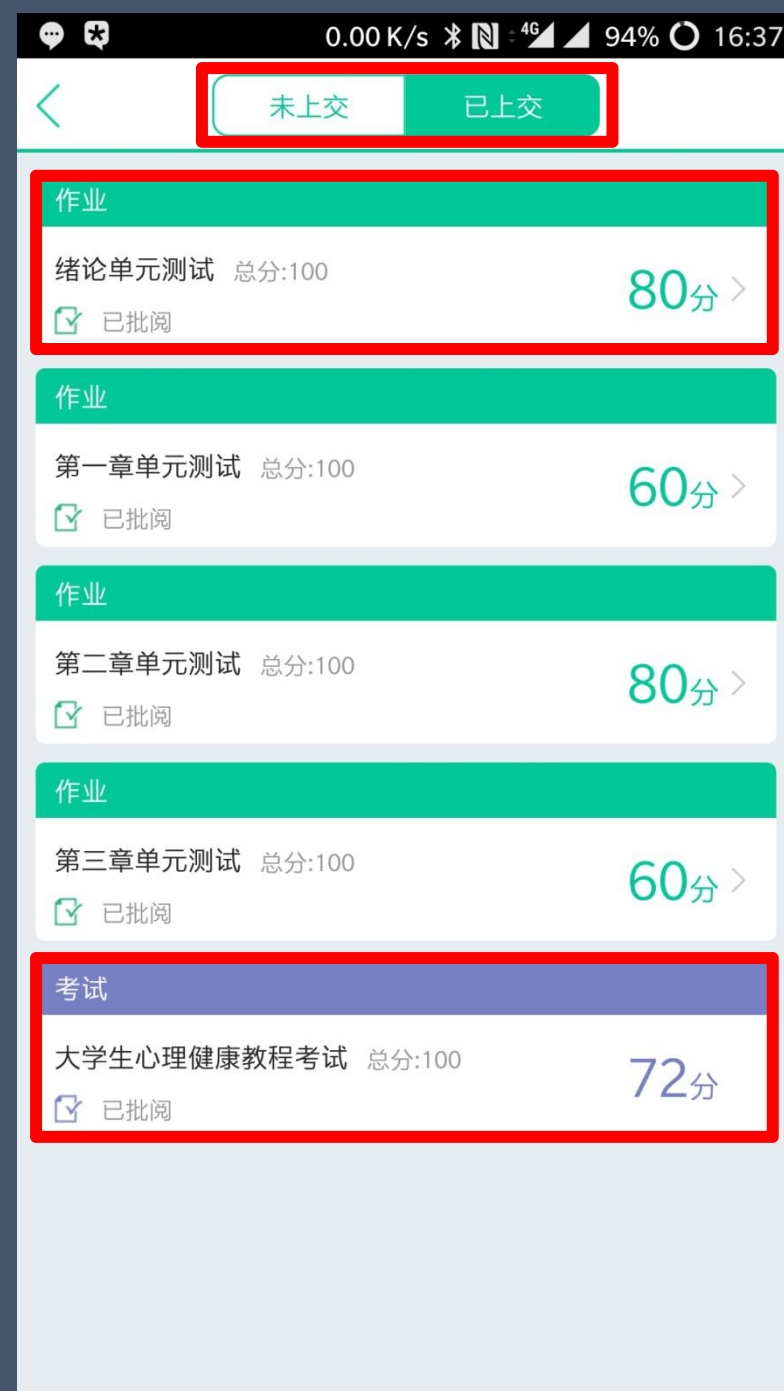 0.00 K/s 4G 94% 16:37
未上交 已上交
作业
绪论单元测试 总分:100
80分
已批阅
作业
第一章单元测试 总分:100
60分
已批阅
作业
第二章单元测试 总分:100
80分
已批阅
作业
第三章单元测试 总分:100
60分
已批阅
考试
大学生心理健康教程考试 总分:100
72分
已批阅